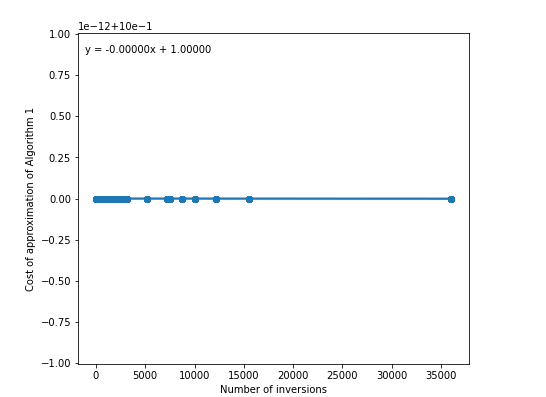 1e−12+10e−1
1.00
y = -0.00000x + 1.00000
0.75
0.50
0.25
0.00
−0.25
−0.50
−0.75
−1.00
Cost of approximation of Algorithm 1
0 5000 10000 15000 20000 25000 30000 35000
Number of inversions